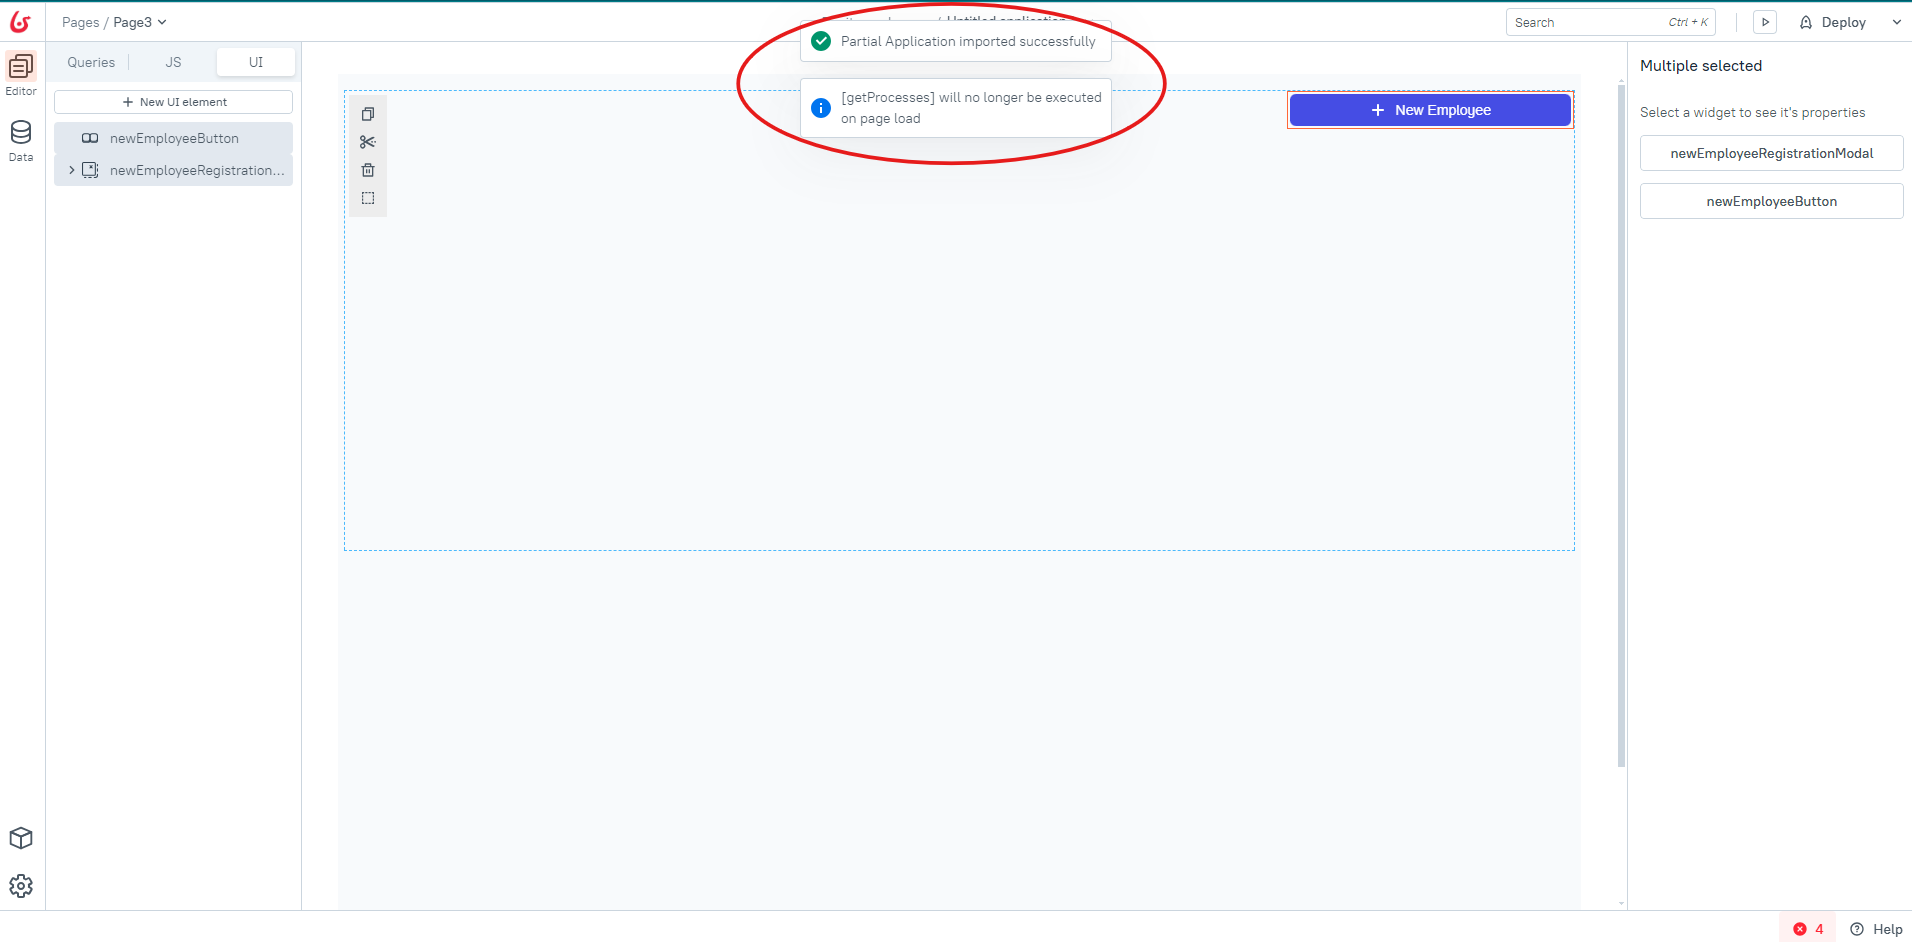 Pages / Page3
Untitled application
Search Ctrl + K
Deploy
Editor
Data
Queries
JS
UI
New UI element
newEmployeeButton
newEmployeeRegistration...
Partial Application imported successfully
[getProcesses] will no longer be executed
on page load
New Employee
Multiple selected
Select a widget to see it's properties
newEmployeeRegistrationModal
newEmployeeButton
4
Help